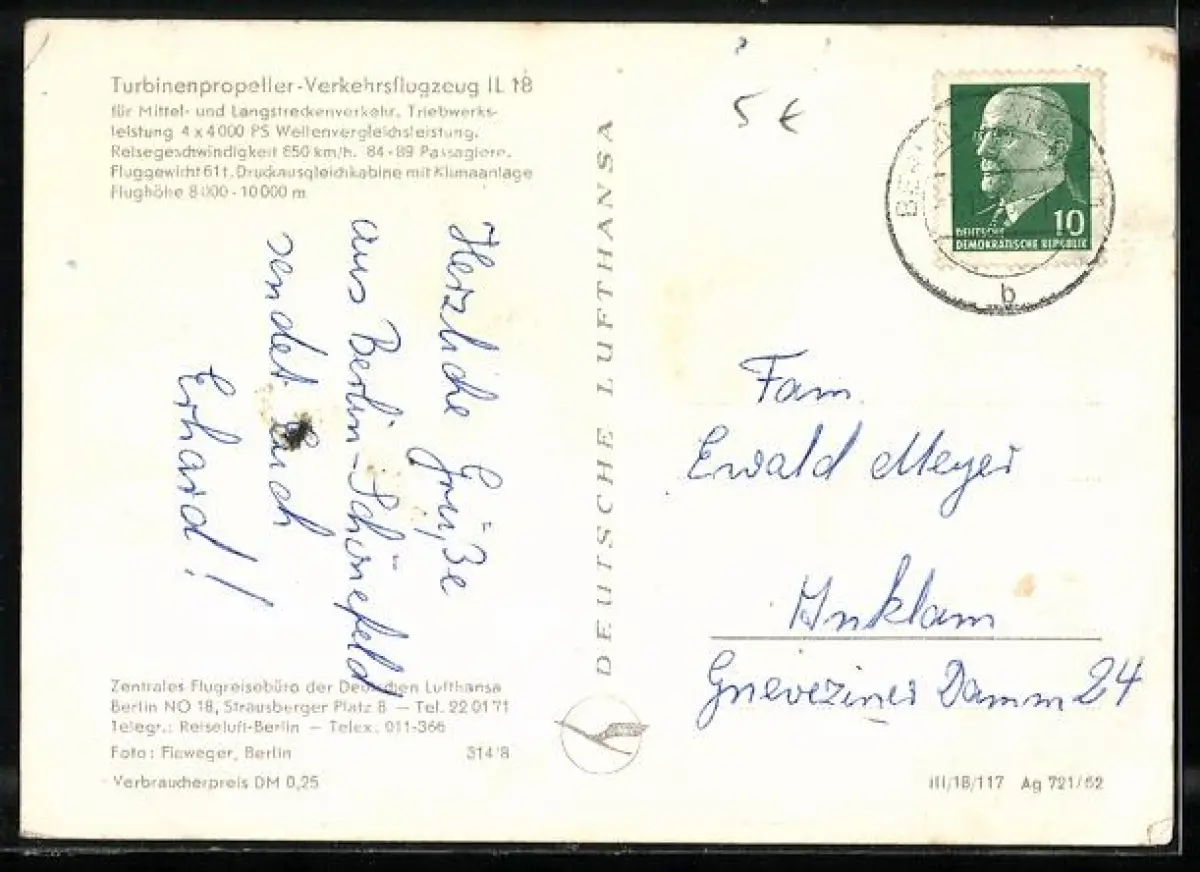 Turbinenpropeller-Verkehrsflugzeug IL 18
für Mittel- und Langstreckenverkehr. Triebwerks-
leistung 4 x 4000 PS Wellenvergleichsleistung.
Reisegeschwindigkeit 650 km/h. 84-89 Passagiere.
Fluggewicht 61 t. Druckausgleichkabine mit Klimaanlage
Flughöhe 8000-10000 m
Herzliche Grüße
aus Berlin-Schönefeld
sendet Euch
Erhard!
Zentrales Flugreisebüro der Deutschen Lufthansa
Berlin NO 18, Strausberger Platz 8 — Tel. 22 01 71
Telegr.: Reiseluft-Berlin — Telex: 011-366
Foto: Fieweger, Berlin 314/8
Verbraucherpreis DM 0,25
DEUTSCHE LUFTHANSA
5 €
10
DEUTSCHE
DEMOKRATISCHE REPUBLIK
b
Fam.
Ewald Meyer
Anklam
Gneveziner Damm 24
III/18/117 Ag 721/62